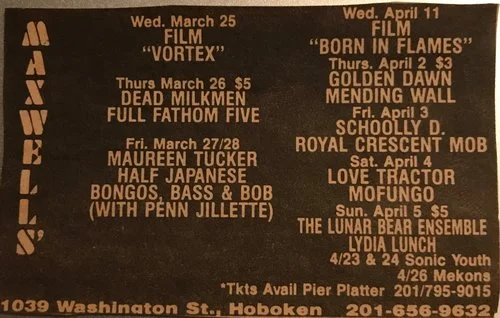 MAXWELLS'
Wed. March 25
FILM
"VORTEX"
Thurs March 26 $5
DEAD MILKMEN
FULL FATHOM FIVE
Fri. March 27/28
MAUREEN TUCKER
HALF JAPANESE
BONGOS, BASS & BOB
(WITH PENN JILLETTE)
Wed. April 11
FILM
"BORN IN FLAMES"
Thurs. April 2 $3
GOLDEN DAWN
MENDING WALL
Fri. April 3
SCHOOLLY D.
ROYAL CRESCENT MOB
Sat. April 4
LOVE TRACTOR
MOFUNGO
Sun. April 5 $5
THE LUNAR BEAR ENSEMBLE
LYDIA LUNCH
4/23 & 24 Sonic Youth
4/26 Mekons
*Tkts Avail Pier Platter 201/795-9015
1039 Washington St., Hoboken 201-656-9632